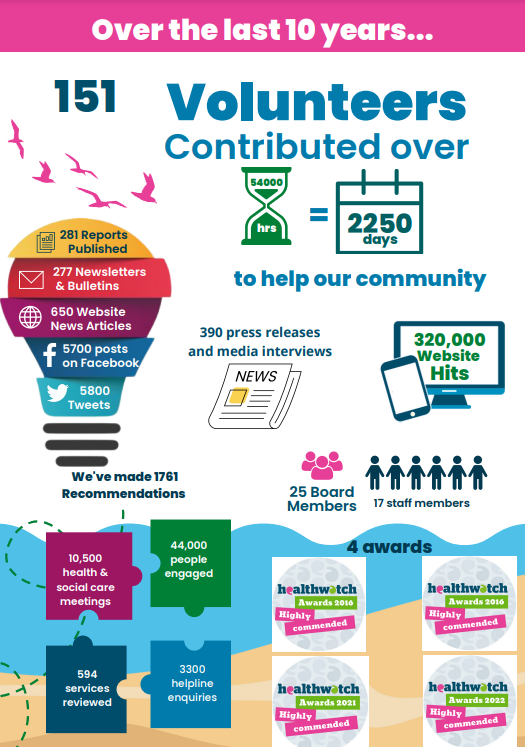 Over the last 10 years...
151
Volunteers
Contributed over
54000
hrs
=
2250
days
to help our community
281 Reports
Published
277 Newsletters
& Bulletins
650 Website
News Articles
5700 posts
on Facebook
5800
Tweets
390 press releases
and media interviews
NEWS
320,000
Website
Hits
We've made 1761
Recommendations
25 Board
Members
17 staff members
10,500
health &
social care
meetings
44,000
people
engaged
594
services
reviewed
3300
helpline
enquiries
4 awards
healthwatch
Awards 2016
Highly
commended
healthwatch
Awards 2016
Highly
commended
healthwatch
Awards 2021
Highly
commended
healthwatch
Awards 2022
Highly
commended